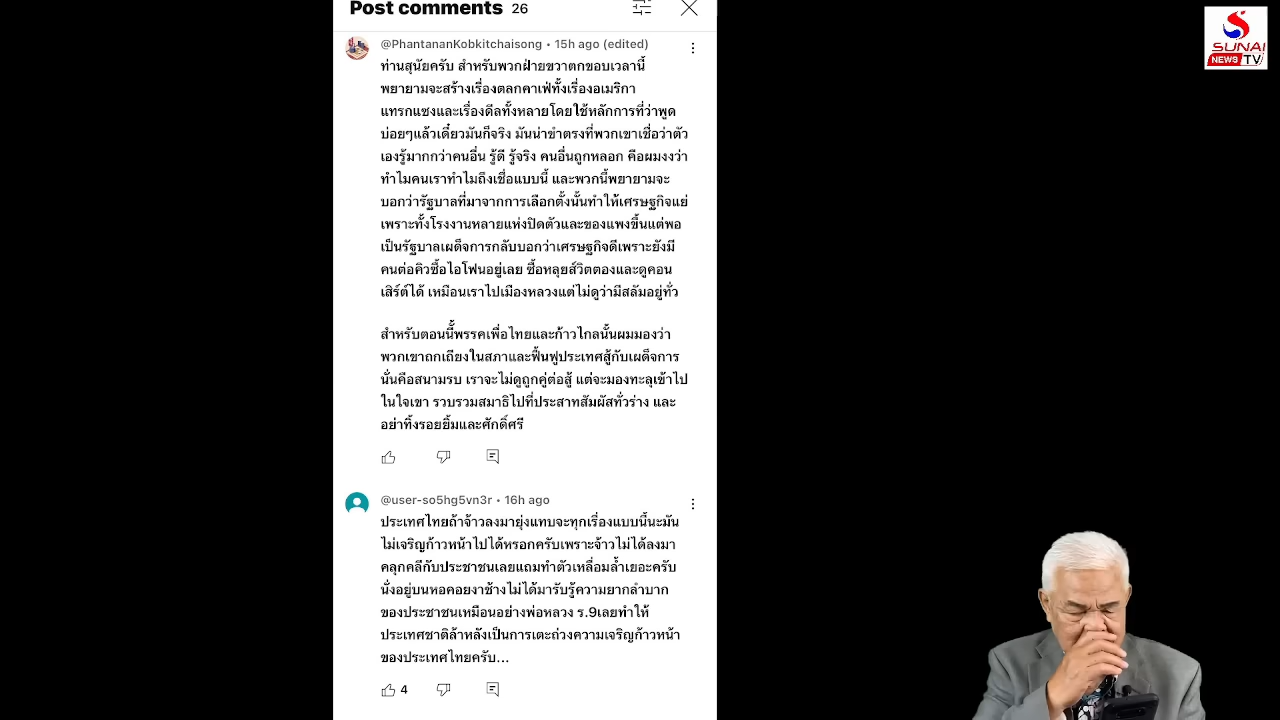 Post comments 26
SUNAI
NEWS TV
@PhantananKobkitchaisong • 15h ago (edited)
ท่านสุนัยครับ สำหรับพวกฝ่ายขวาตกขอบเวลานี้
พยายามจะสร้างเรื่องตลกคาเฟ่ทั้งเรื่องอเมริกา
แทรกแซงและเรื่องดีลทั้งหลายโดยใช้หลักการที่ว่าพูด
บ่อยๆแล้วเดี๋ยวมันก็จริง มันน่าขำตรงที่พวกเขาเชื่อว่าตัว
เองรู้มากกว่าคนอื่น รู้ดี รู้จริง คนอื่นถูกหลอก คือผมงงว่า
ทำไมคนเราทำไมถึงเชื่อแบบนี้ และพวกนี้พยายามจะ
บอกว่ารัฐบาลที่มาจากการเลือกตั้งนั้นทำให้เศรษฐกิจแย่
เพราะทั้งโรงงานหลายแห่งปิดตัวและของแพงขึ้นแต่พอ
เป็นรัฐบาลเผด็จการกลับบอกว่าเศรษฐกิจดีเพราะยังมี
คนต่อคิวซื้อไอโฟนอยู่เลย ซื้อหลุยส์วิตตองและดูคอน
เสิร์ต์ได้ เหมือนเราไปเมืองหลวงแต่ไม่ดูว่ามีสลัมอยู่ทั่ว
สำหรับตอนนี้้พรรคเพื่อไทยและก้าวไกลนั้นผมมองว่า
พวกเขาถกเถียงในสภาและฟื้นฟูประเทศสู้กับเผด็จการ
นั่นคือสนามรบ เราจะไม่ดูถูกคู่ต่อสู้ แต่จะมองทะลุเข้าไป
ในใจเขา รวบรวมสมาธิไปที่ประสาทสัมผัสทั่วร่าง และ
อย่าทิ้งรอยยิ้มและศักดิ์ศรี
@user-so5hg5vn3r • 16h ago
ประเทศไทยถ้าจ้าวลงมายุ่งแทบจะทุกเรื่องแบบนี้นะมัน
ไม่เจริญก้าวหน้าไปได้หรอกครับเพราะจ้าวไม่ได้ลงมา
คลุกคลีกับประชาชนเลยแถมทำตัวเหลื่อมล้ำเยอะครับ
นั่งอยู่บนหอคอยงาช้างไม่ได้มารับรู้ความยากลำบาก
ของประชาชนเหมือนอย่างพ่อหลวง ร.9เลยทำให้
ประเทศชาติล้าหลังเป็นการเตะถ่วงความเจริญก้าวหน้า
ของประเทศไทยครับ...
4